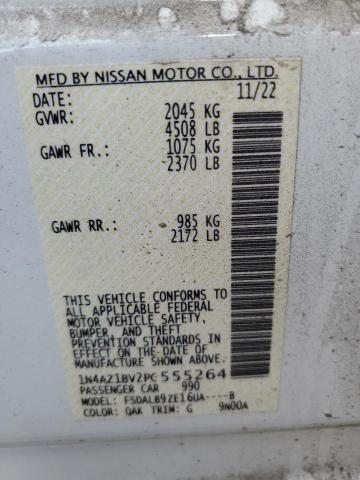 MFD BY NISSAN MOTOR CO., LTD.
DATE: 11/22
GVWR: 2045 KG
4508 LB
GAWR FR: 1075 KG
2370 LB
GAWR RR: 985 KG
2172 LB
THIS VEHICLE CONFORMS TO
ALL APPLICABLE FEDERAL
MOTOR VEHICLE SAFETY,
BUMPER, AND THEFT
PREVENTION STANDARDS IN
EFFECT ON THE DATE OF
MANUFACTURE SHOWN ABOVE.
1N4AZ1BV2PC555264
PASSENGER CAR 990
MODEL: FSDALB9ZE16UA----B
COLOR: QAK TRIM: G 9N00A